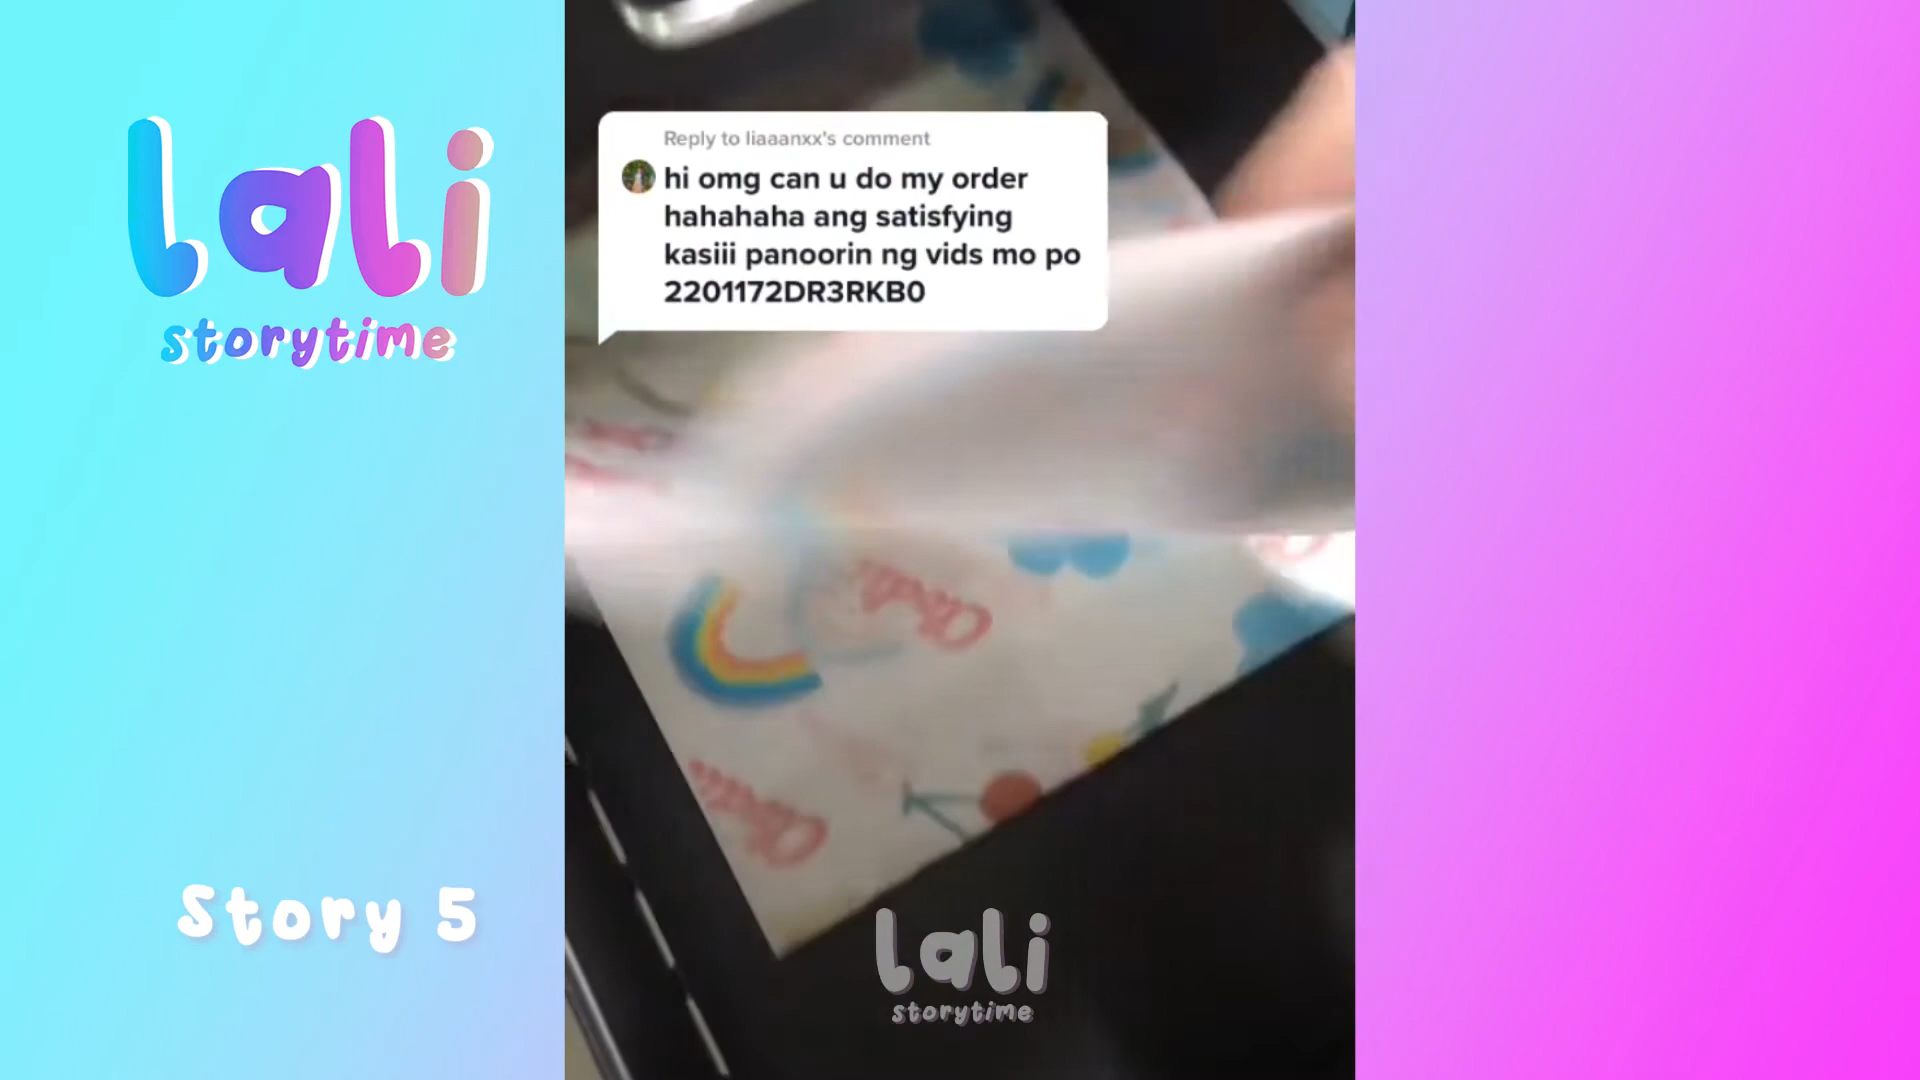 lali
storytime
Reply to liaaanxx's comment
hi omg can u do my order
hahahaha ang satisfying
kasiii panoorin ng vids mo po
2201172DR3RKB0
Story 5
lali
storytime